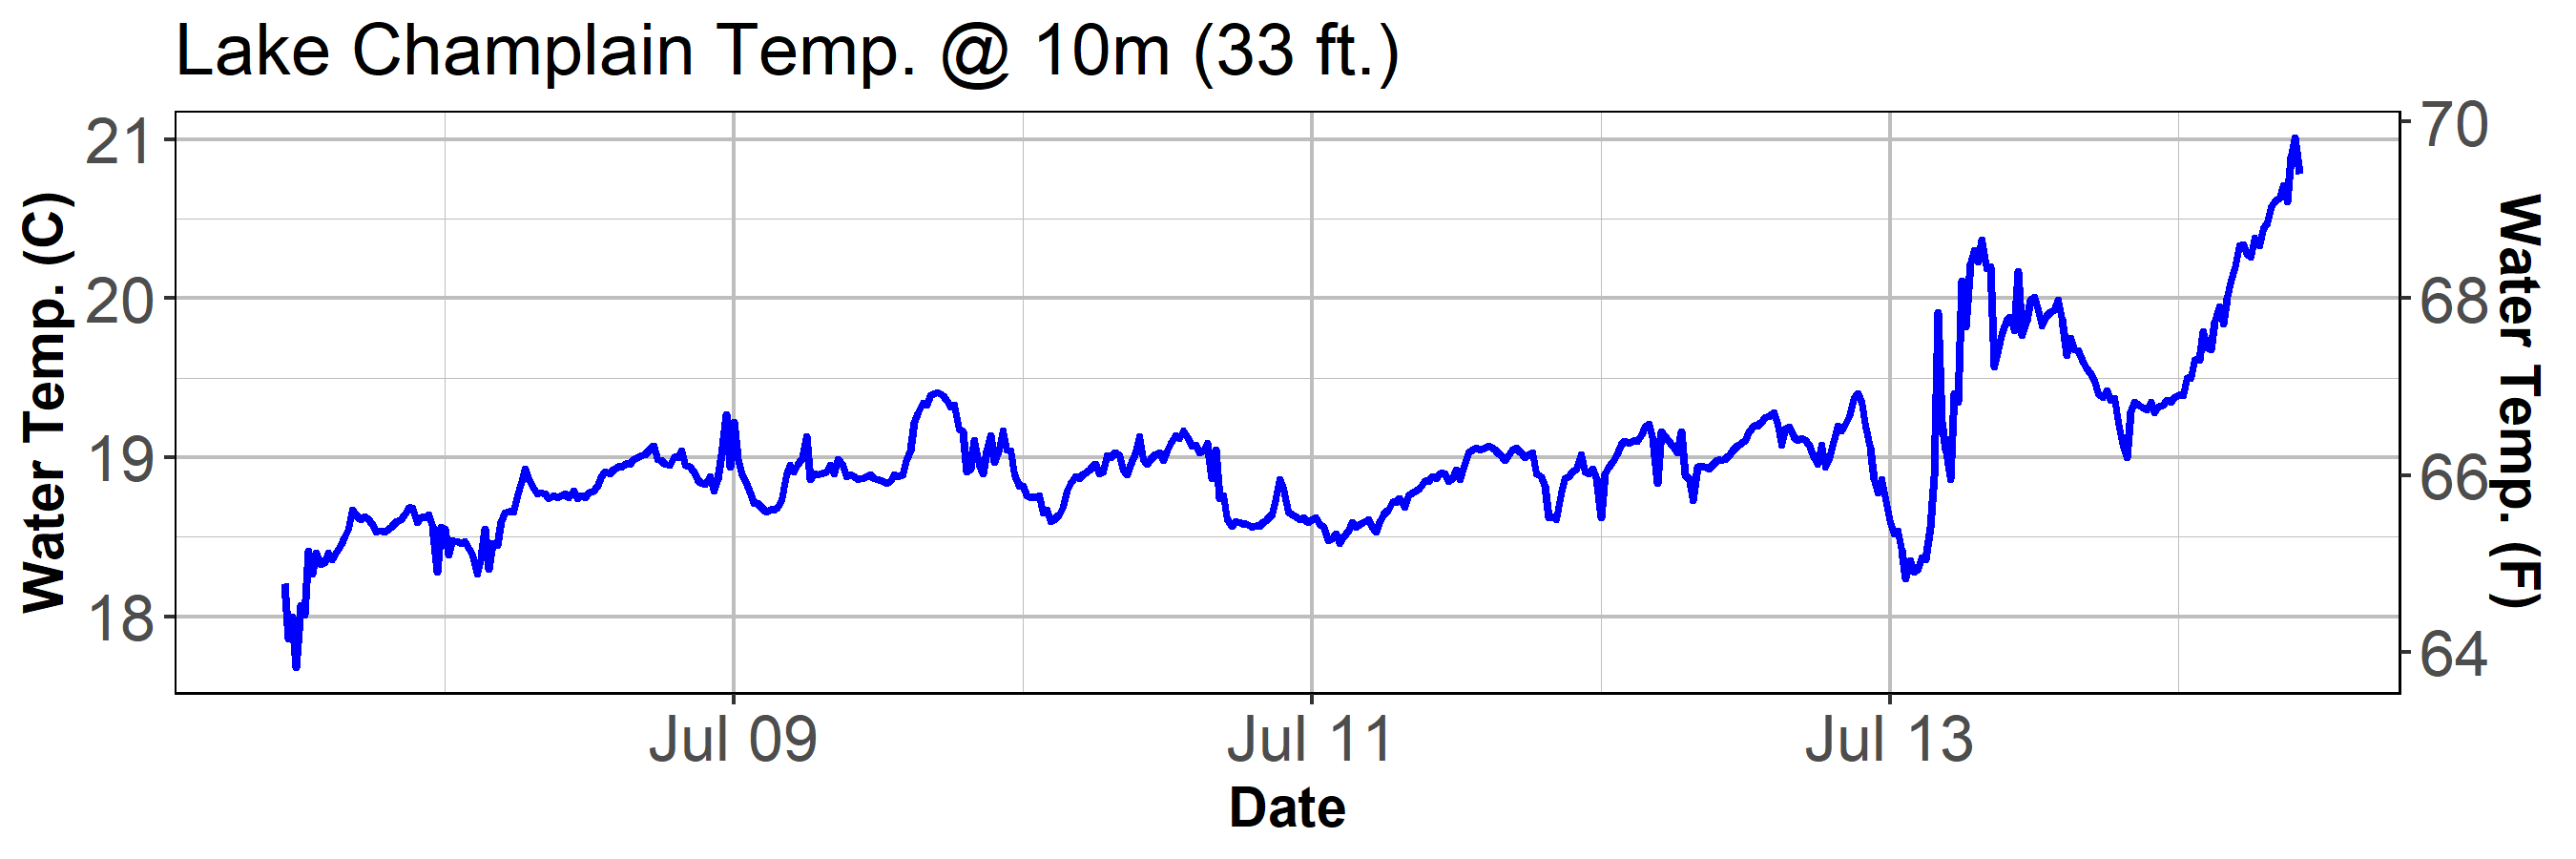 Lake Champlain Temp. @ 10m (33 ft.)
Water Temp. (C)
21
20
19
18
70
68
66
64
Water Temp. (F)
Jul 09
Jul 11
Jul 13
Date